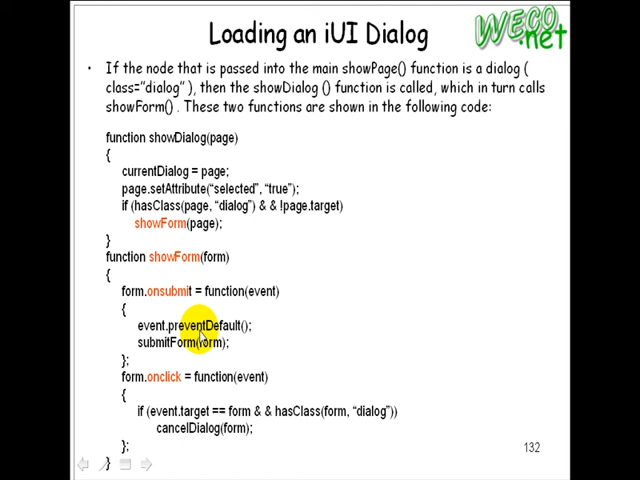 Loading an iUI Dialog
WECO
.net
• If the node that is passed into the main showPage() function is a dialog (
class="dialog" ), then the showDialog () function is called, which in turn calls
showForm() . These two functions are shown in the following code:
function showDialog(page)
{
currentDialog = page;
page.setAttribute("selected", "true");
if (hasClass(page, "dialog") & & !page.target)
showForm(page);
}
function showForm(form)
{
form.onsubmit = function(event)
{
event.preventDefault();
submitForm(form);
};
form.onclick = function(event)
{
if (event.target == form & & hasClass(form, "dialog"))
cancelDialog(form);
};
}
132